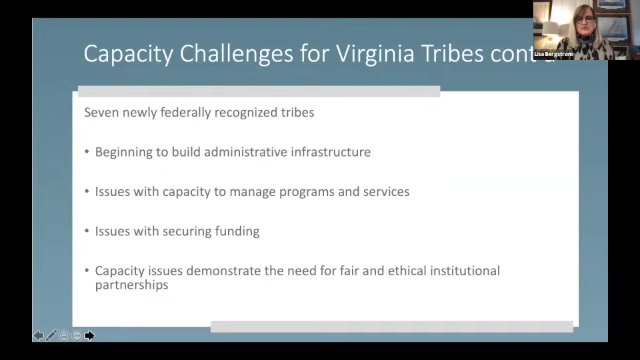 Capacity Challenges for Virginia Tribes cont
Lisa Bergstrom
Seven newly federally recognized tribes
• Beginning to build administrative infrastructure
• Issues with capacity to manage programs and services
• Issues with securing funding
• Capacity issues demonstrate the need for fair and ethical institutional
partnerships